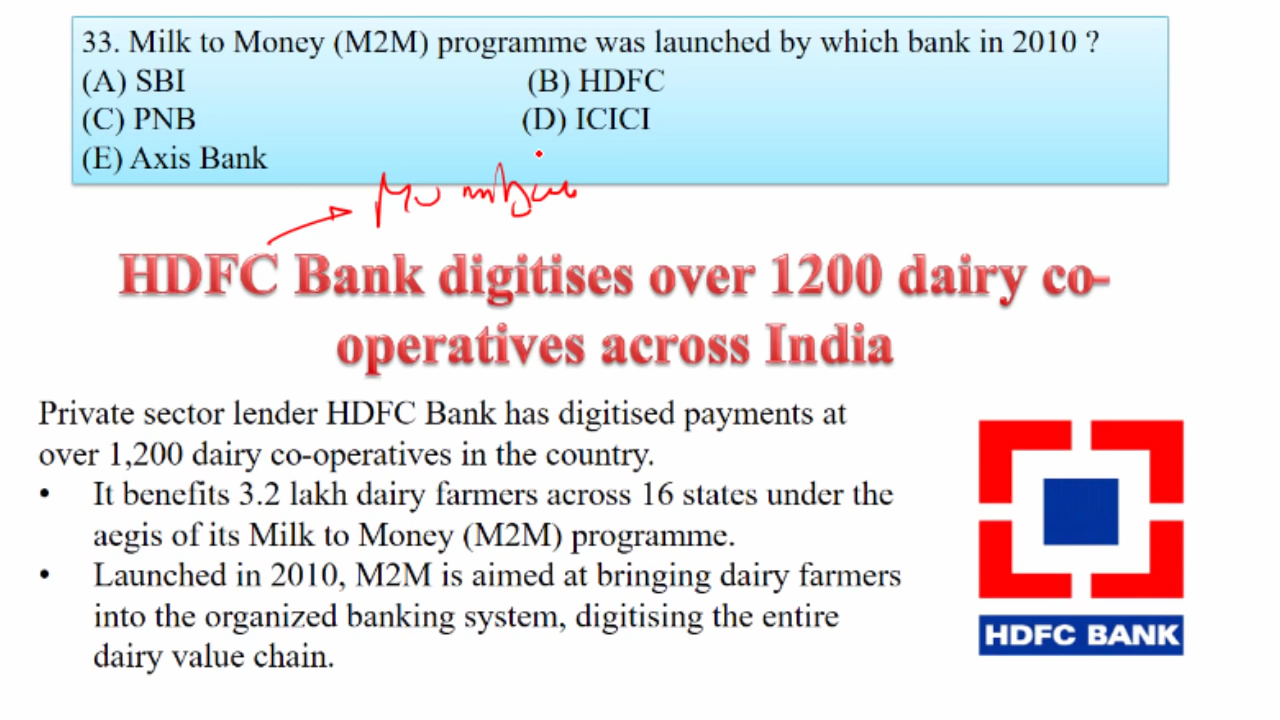 33. Milk to Money (M2M) programme was launched by which bank in 2010 ?
(A) SBI (B) HDFC
(C) PNB (D) ICICI
(E) Axis Bank
Mumbai
HDFC Bank digitises over 1200 dairy co-
operatives across India
Private sector lender HDFC Bank has digitised payments at
over 1,200 dairy co-operatives in the country.
• It benefits 3.2 lakh dairy farmers across 16 states under the
aegis of its Milk to Money (M2M) programme.
• Launched in 2010, M2M is aimed at bringing dairy farmers
into the organized banking system, digitising the entire
dairy value chain.
HDFC BANK